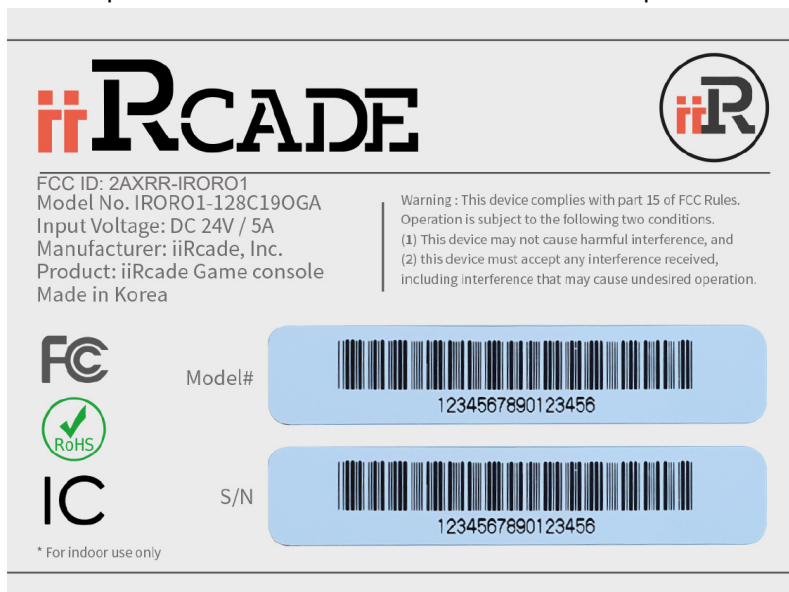 iiRCADE
iiR
FCC ID: 2AXRR-IRORO1
Model No. IRORO1-128C19OGA
Input Voltage: DC 24V / 5A
Manufacturer: iiRcade, Inc.
Product: iiRcade Game console
Made in Korea
Warning : This device complies with part 15 of FCC Rules.
Operation is subject to the following two conditions.
(1) This device may not cause harmful interference, and
(2) this device must accept any interference received,
including interference that may cause undesired operation.
FC
Model#
1234567890123456
RoHS
IC
S/N
1234567890123456
* For indoor use only